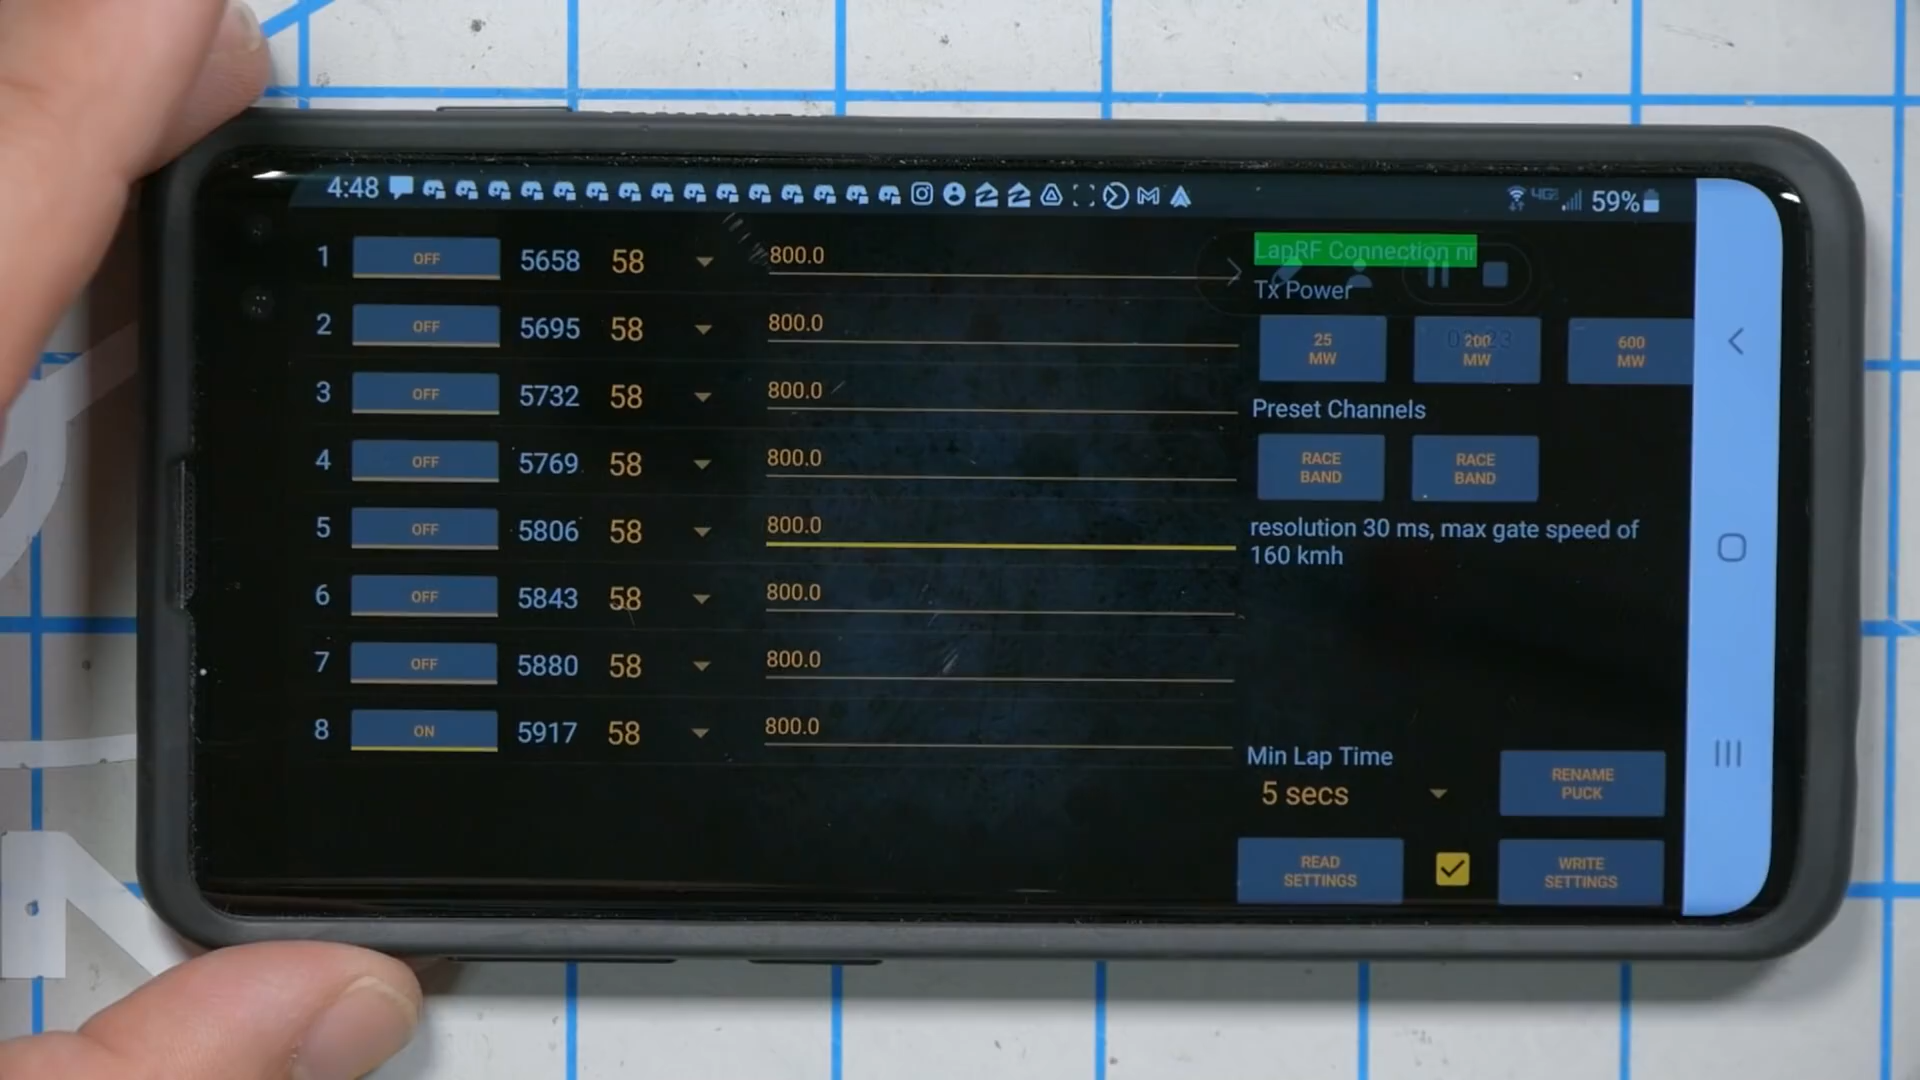 4:48
59%
1 OFF 5658 58 800.0
2 OFF 5695 58 800.0
3 OFF 5732 58 800.0
4 OFF 5769 58 800.0
5 OFF 5806 58 800.0
6 OFF 5843 58 800.0
7 OFF 5880 58 800.0
8 ON 5917 58 800.0
LapRF Connection nr
Tx Power
25
MW
200
MW
600
MW
Preset Channels
RACE
BAND
RACE
BAND
resolution 30 ms, max gate speed of
160 kmh
Min Lap Time
5 secs
RENAME
PUCK
READ
SETTINGS
WRITE
SETTINGS